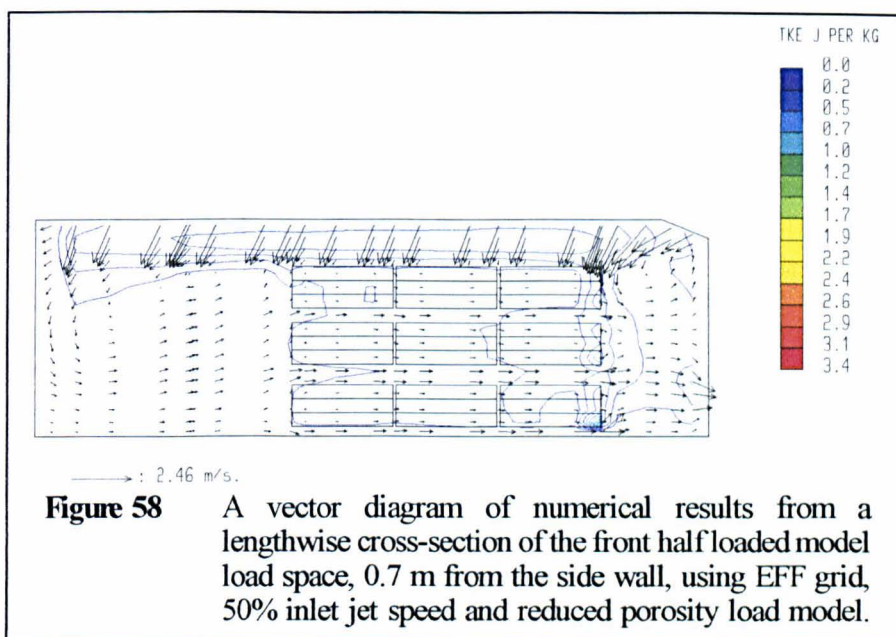 TKE J PER KG
0.0
0.2
0.5
0.7
1.0
1.2
1.4
1.7
1.9
2.2
2.4
2.6
2.9
3.1
3.4
: 2.46 m/s.
Figure 58 A vector diagram of numerical results from a
lengthwise cross-section of the front half loaded model
load space, 0.7 m from the side wall, using EFF grid,
50% inlet jet speed and reduced porosity load model.